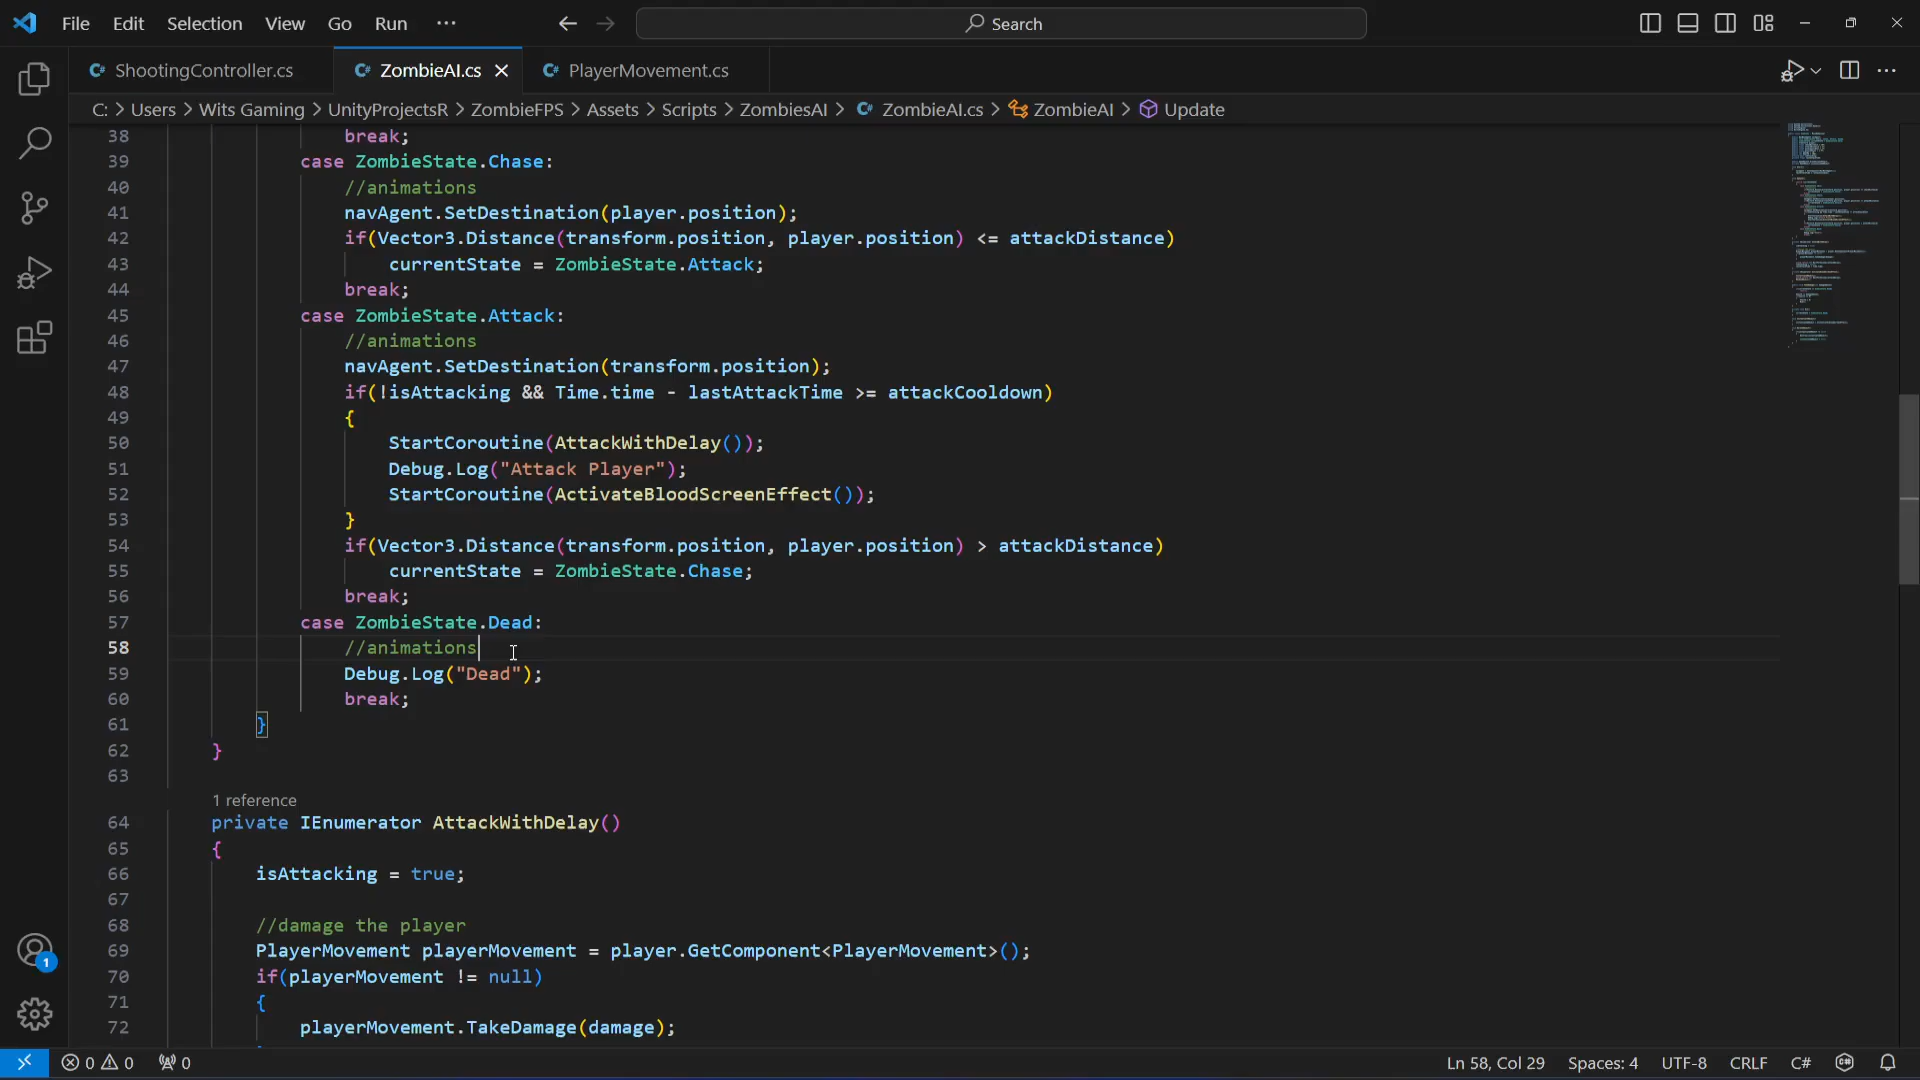 File Edit Selection View Go Run ··· Search
ShootingController.cs ZombieAI.cs PlayerMovement.cs
C: > Users > Wits Gaming > UnityProjectsR > ZombieFPS > Assets > Scripts > ZombiesAI > ZombieAI.cs > ZombieAI > Update
38 break;
39 case ZombieState.Chase:
40 //animations
41 navAgent.SetDestination(player.position);
42 if(Vector3.Distance(transform.position, player.position) <= attackDistance)
43 currentState = ZombieState.Attack;
44 break;
45 case ZombieState.Attack:
46 //animations
47 navAgent.SetDestination(transform.position);
48 if(!isAttacking && Time.time - lastAttackTime >= attackCooldown)
49 {
50 StartCoroutine(AttackWithDelay());
51 Debug.Log("Attack Player");
52 StartCoroutine(ActivateBloodScreenEffect());
53 }
54 if(Vector3.Distance(transform.position, player.position) > attackDistance)
55 currentState = ZombieState.Chase;
56 break;
57 case ZombieState.Dead:
58 //animations
59 Debug.Log("Dead");
60 break;
61 }
62 }
63
1 reference
64 private IEnumerator AttackWithDelay()
65 {
66 isAttacking = true;
67
68 //damage the player
69 PlayerMovement playerMovement = player.GetComponent<PlayerMovement>();
70 if(playerMovement != null)
71 {
72 playerMovement.TakeDamage(damage);
1
0 0 0 Ln 58, Col 29 Spaces: 4 UTF-8 CRLF C#